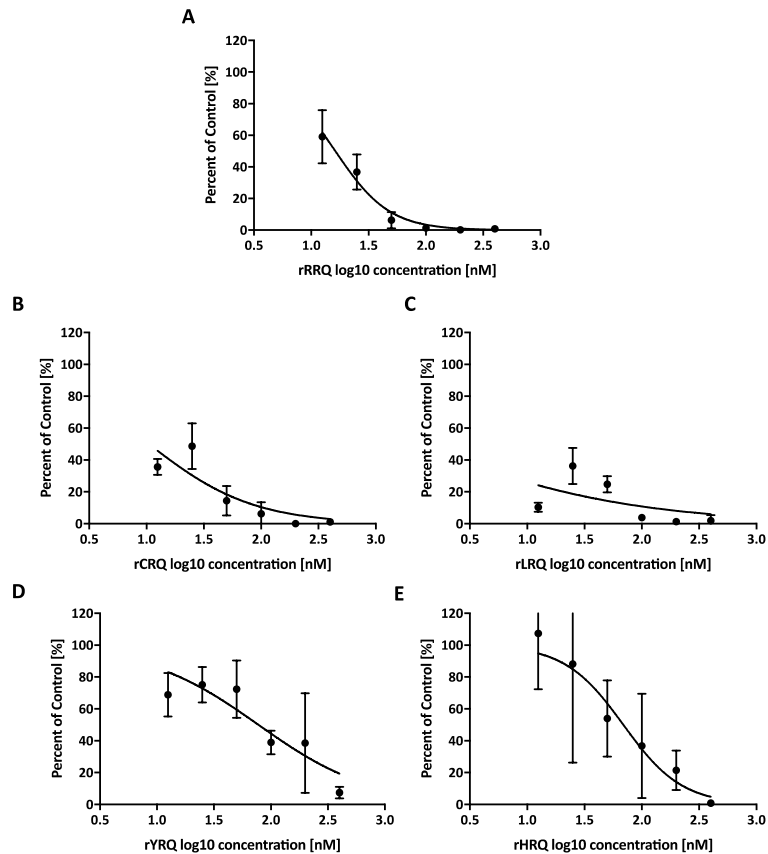 A
Percent of Control [%]
120
100
80
60
40
20
0
0.5 1.0 1.5 2.0 2.5 3.0
rRRQ log10 concentration [nM]
B
Percent of Control [%]
120
100
80
60
40
20
0
0.5 1.0 1.5 2.0 2.5 3.0
rCRQ log10 concentration [nM]
C
Percent of Control [%]
120
100
80
60
40
20
0
0.5 1.0 1.5 2.0 2.5 3.0
rLRQ log10 concentration [nM]
D
Percent of Control [%]
120
100
80
60
40
20
0
0.5 1.0 1.5 2.0 2.5 3.0
rYRQ log10 concentration [nM]
E
Percent of Control [%]
120
100
80
60
40
20
0
0.5 1.0 1.5 2.0 2.5 3.0
rHRQ log10 concentration [nM]